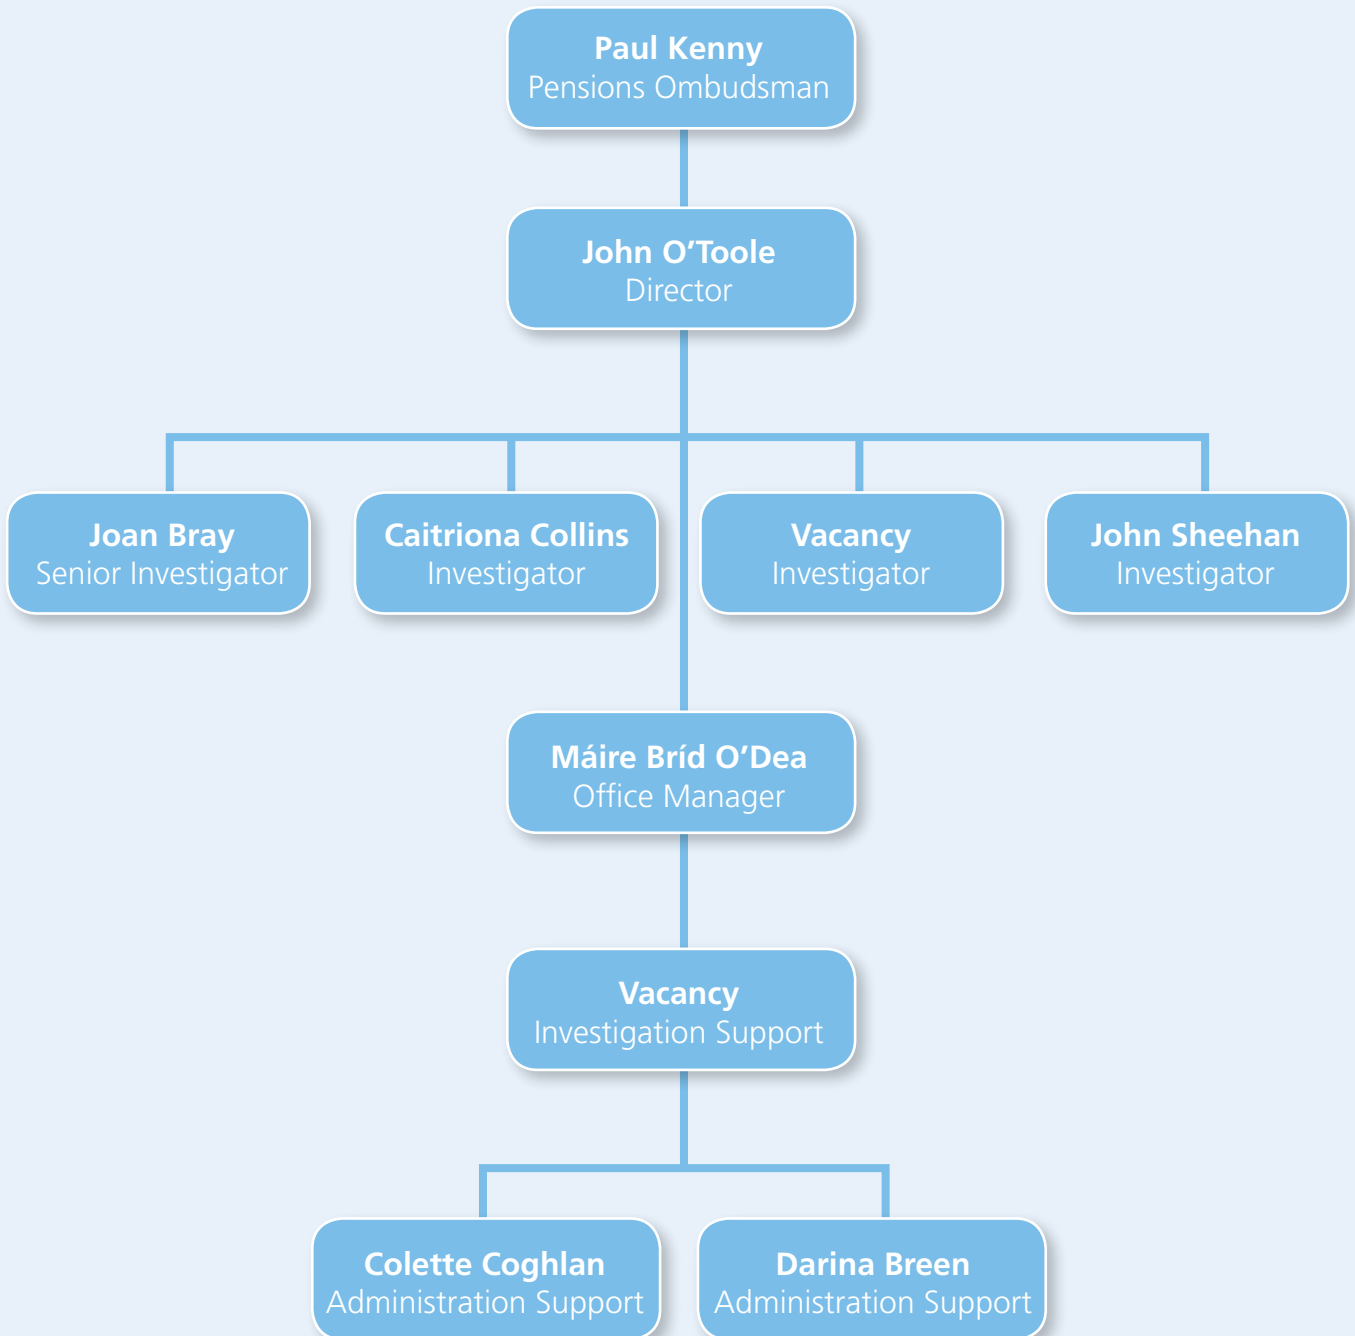 Paul Kenny
Pensions Ombudsman
John O’Toole
Director
Joan Bray
Senior Investigator
Caitriona Collins
Investigator
Vacancy
Investigator
John Sheehan
Investigator
Máire Bríd O’Dea
Office Manager
Vacancy
Investigation Support
Colette Coghlan
Administration Support
Darina Breen
Administration Support